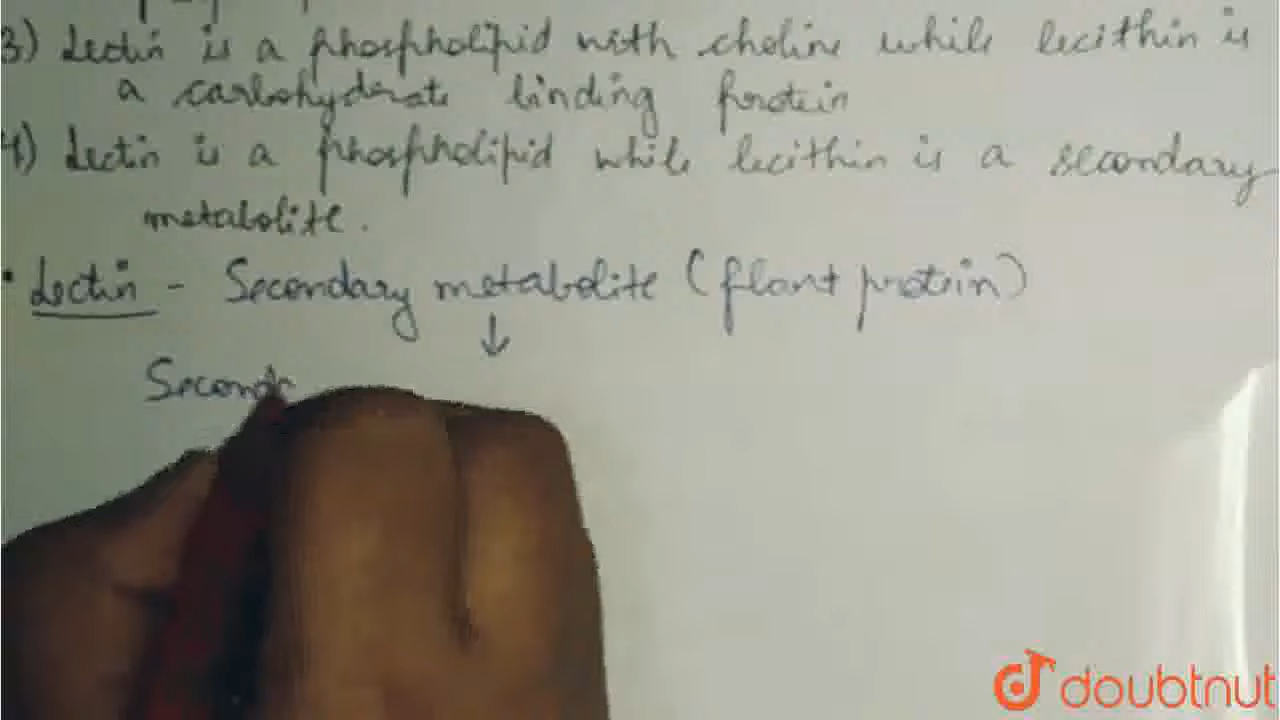 3) Lectin is a phospholipid with choline while lecithin is
a carbohydrate binding protein
4) Lectin is a phospholipid while lecithin is a secondary
metabolite.
• Lectin - Secondary metabolite (plant protein)
↓
Second
doubtnut